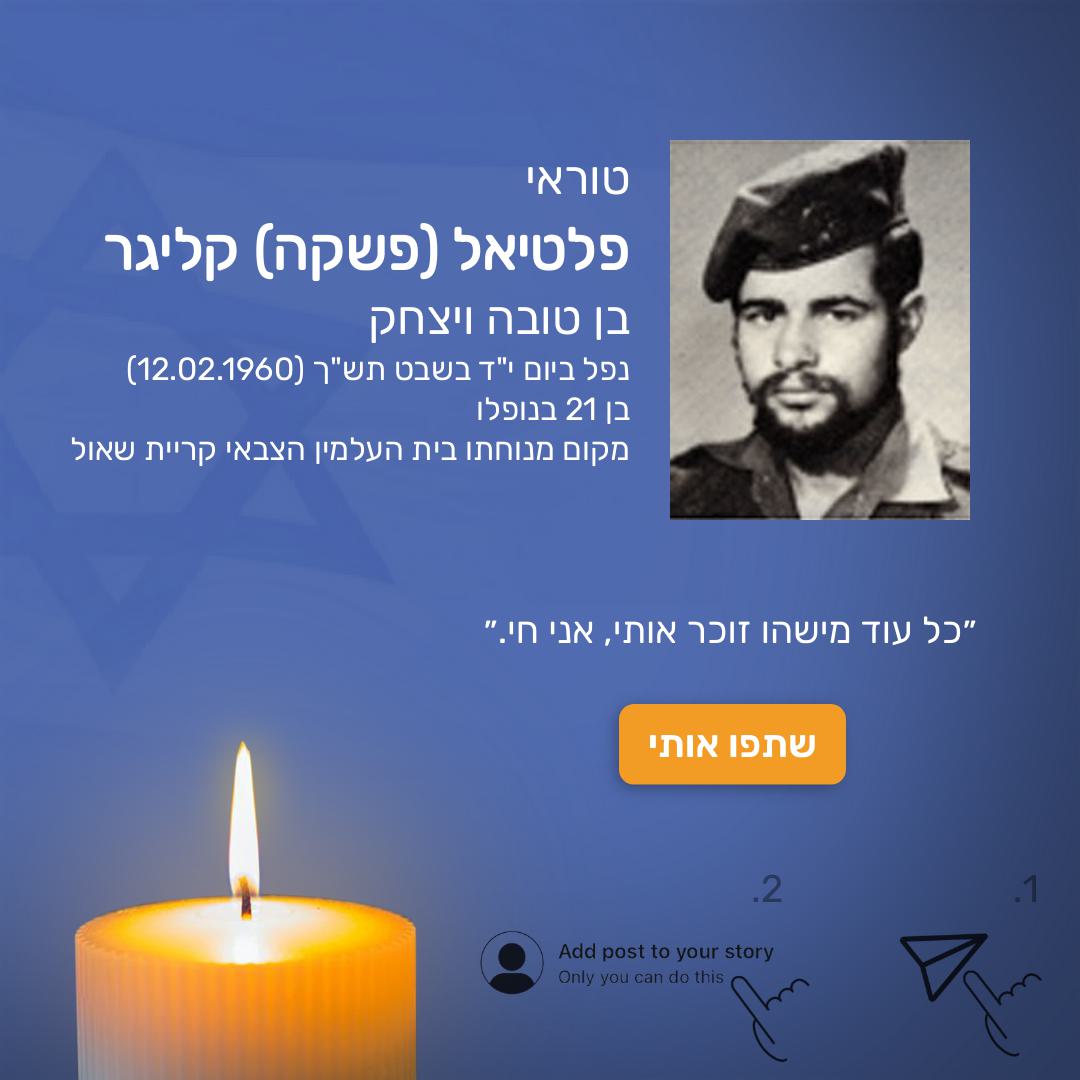 טוראי
פלטיאל (פשקה) קליגר
בן טובה ויצחק
נפל ביום י"ד בשבט תש"ך (12.02.1960)
בן 21 בנופלו
מקום מנוחתו בית העלמין הצבאי קריית שאול
״כל עוד מישהו זוכר אותי, אני חי.״
שתפו אותי
1.
2.
Add post to your story
Only you can do this